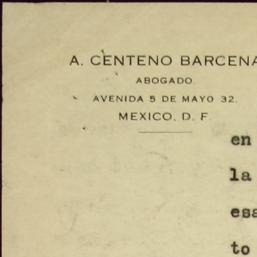 A. CENTENO BARCENA
ABOGADO
AVENIDA 5 DE MAYO 32.
MEXICO, D. F.
en
la
esa
to